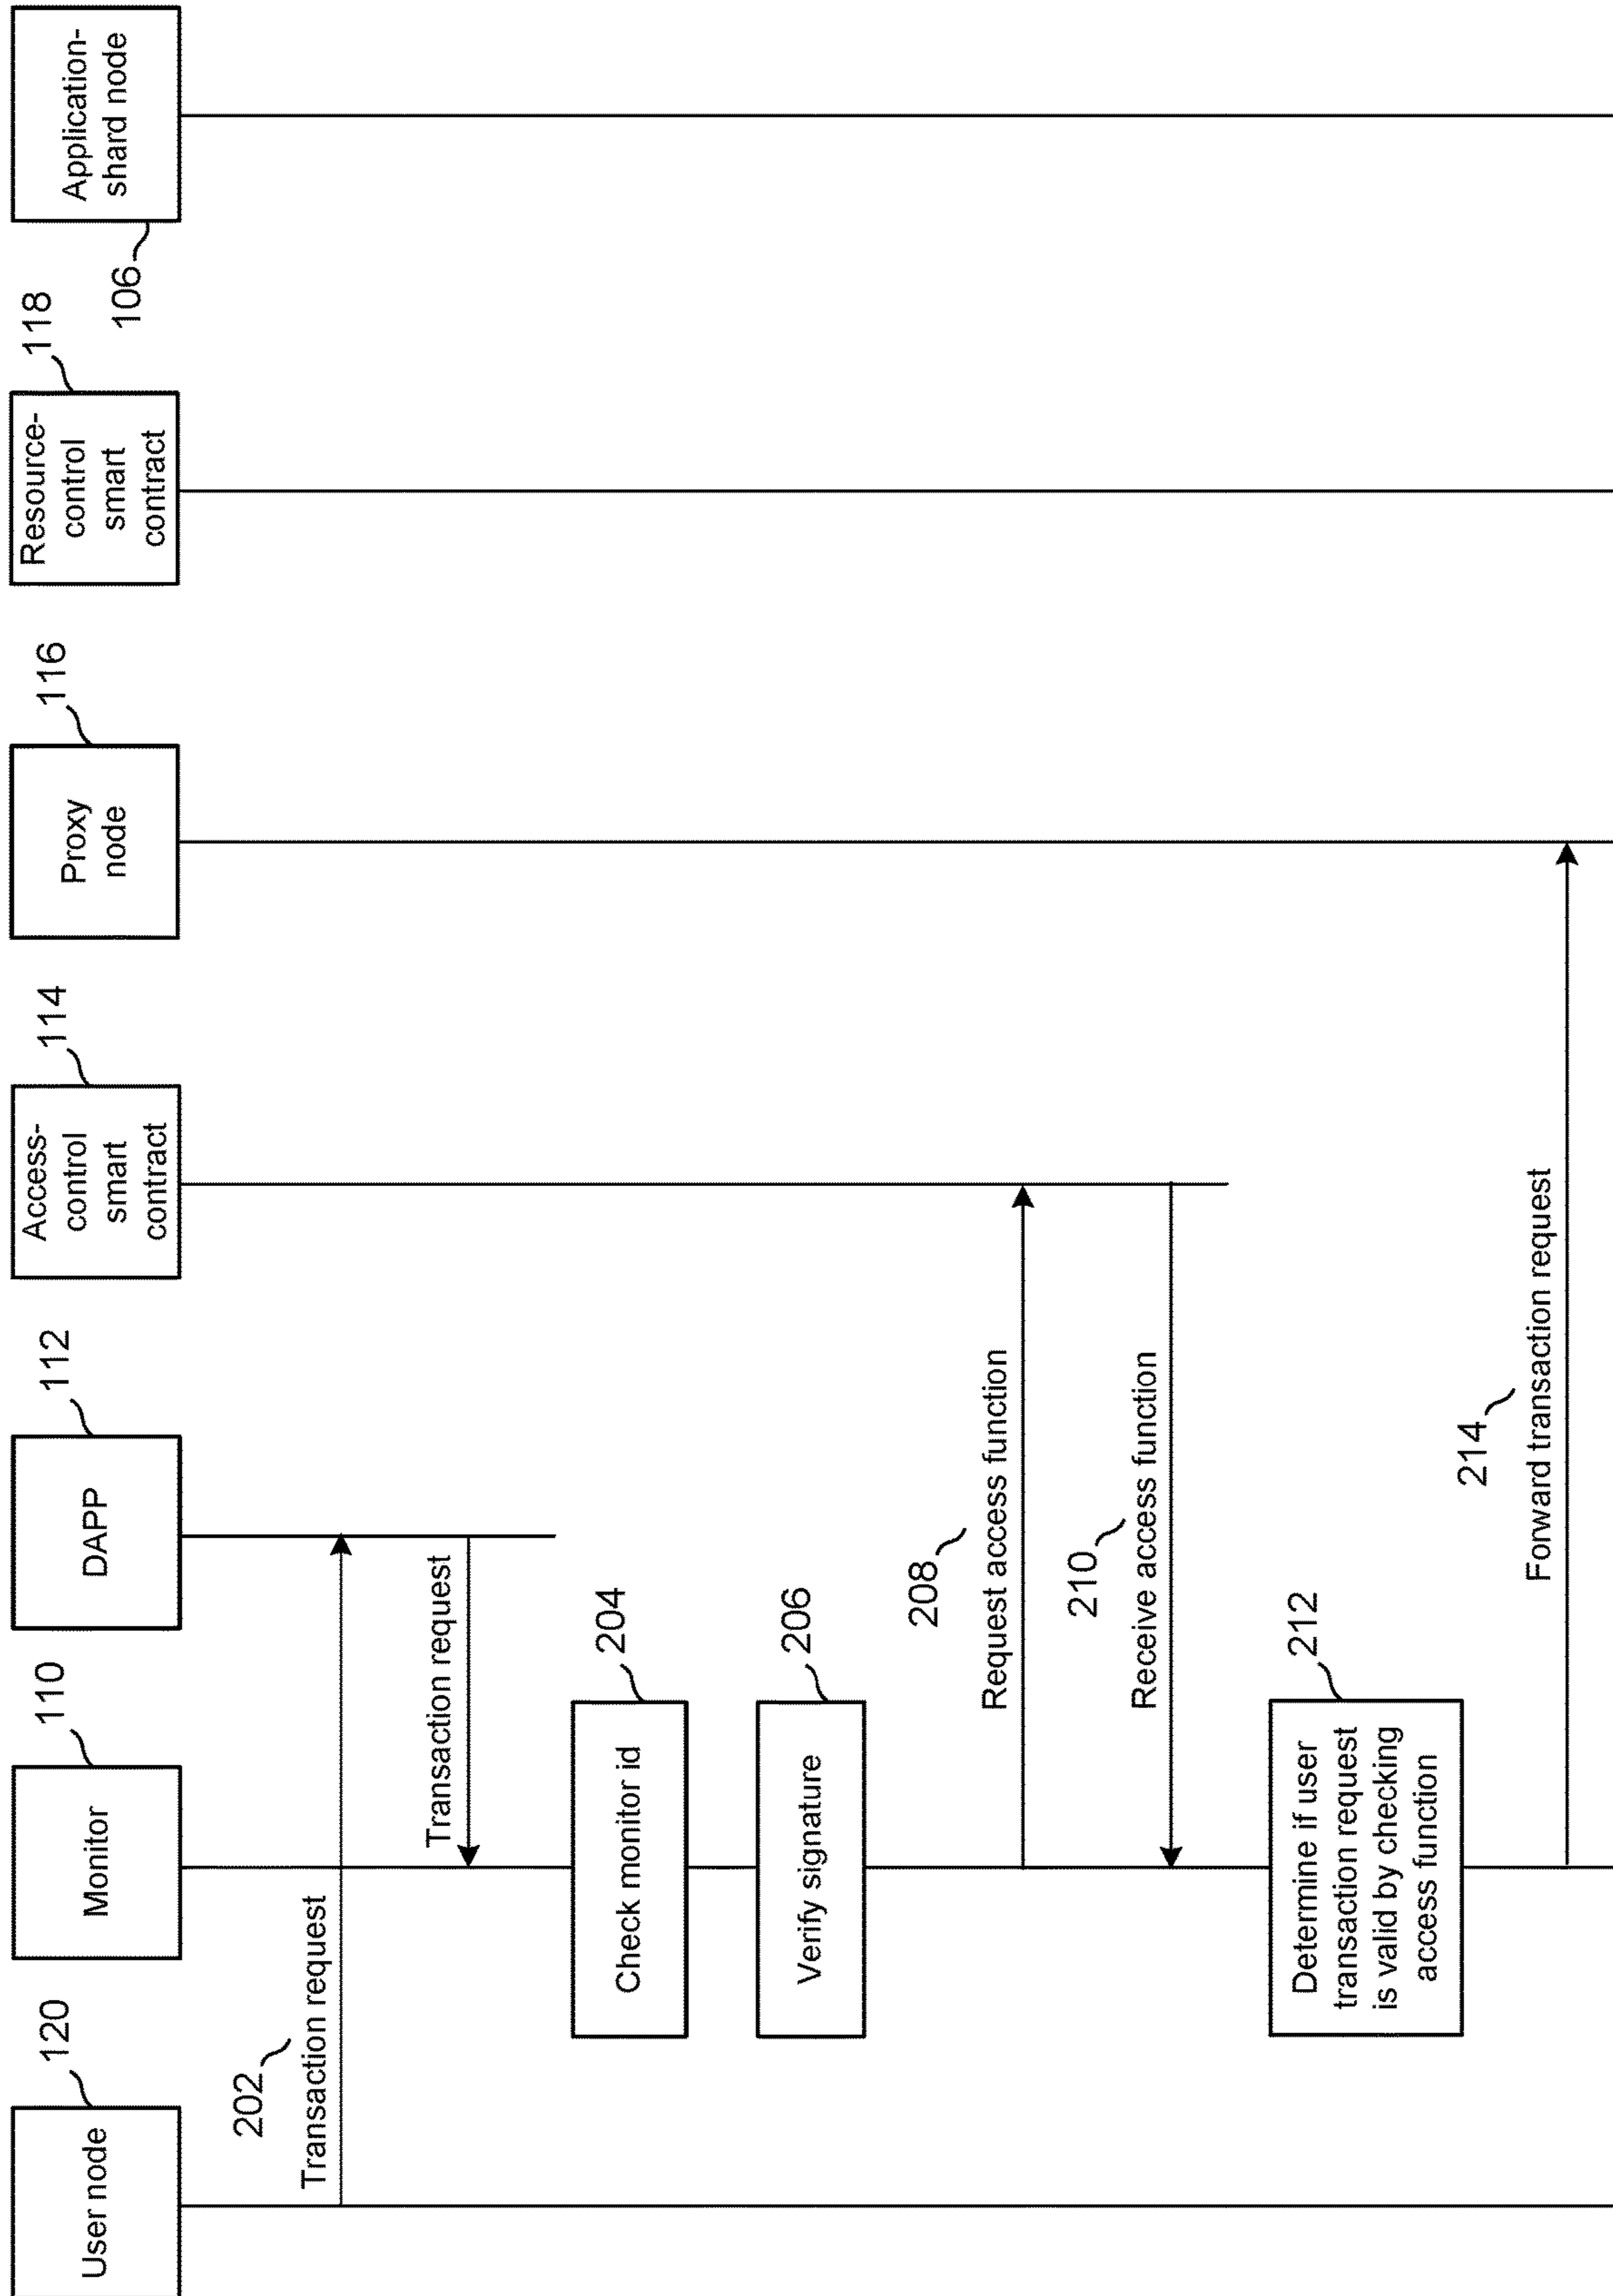 User node
120
Monitor
110
DAPP
112
Access-
control
smart
contract
114
Proxy
node
116
Resource-
control
smart
contract
118
Application-
shard node
106
202
Transaction request
Transaction request
Check monitor id
204
Verify signature
206
208
Request access function
210
Receive access function
Determine if user
transaction request
is valid by checking
access function
212
214
Forward transaction request